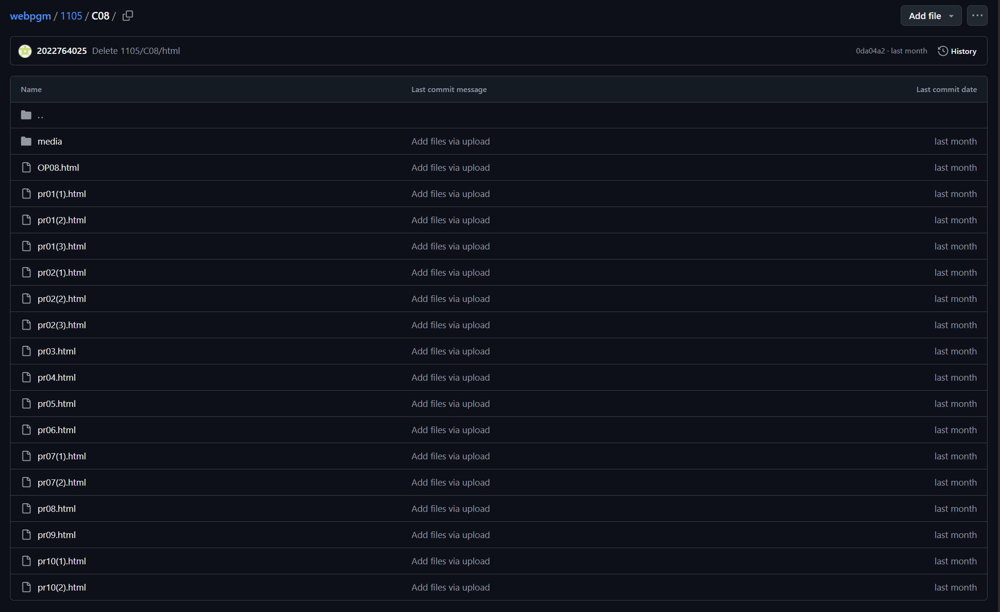 webpgm / 1105 / C08 /
Add file
2022764025 Delete 1105/C08/html
0da04a2 · last month History
Name Last commit message Last commit date
..
media Add files via upload last month
OP08.html Add files via upload last month
pr01(1).html Add files via upload last month
pr01(2).html Add files via upload last month
pr01(3).html Add files via upload last month
pr02(1).html Add files via upload last month
pr02(2).html Add files via upload last month
pr02(3).html Add files via upload last month
pr03.html Add files via upload last month
pr04.html Add files via upload last month
pr05.html Add files via upload last month
pr06.html Add files via upload last month
pr07(1).html Add files via upload last month
pr07(2).html Add files via upload last month
pr08.html Add files via upload last month
pr09.html Add files via upload last month
pr10(1).html Add files via upload last month
pr10(2).html Add files via upload last month